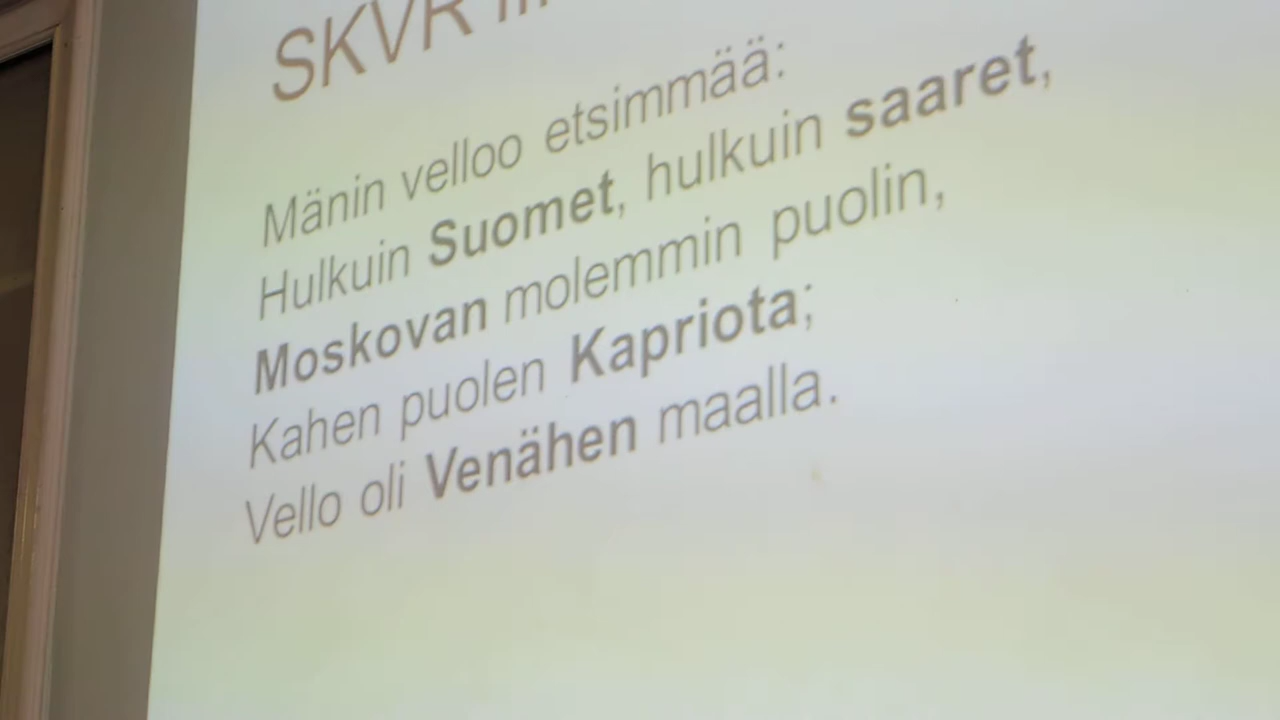 SKVR
Mänin velloo etsimmää:
Hulkuin Suomet, hulkuin saaret,
Moskovan molemmin puolin,
Kahen puolen Kapriota;
Vello oli Venähen maalla.